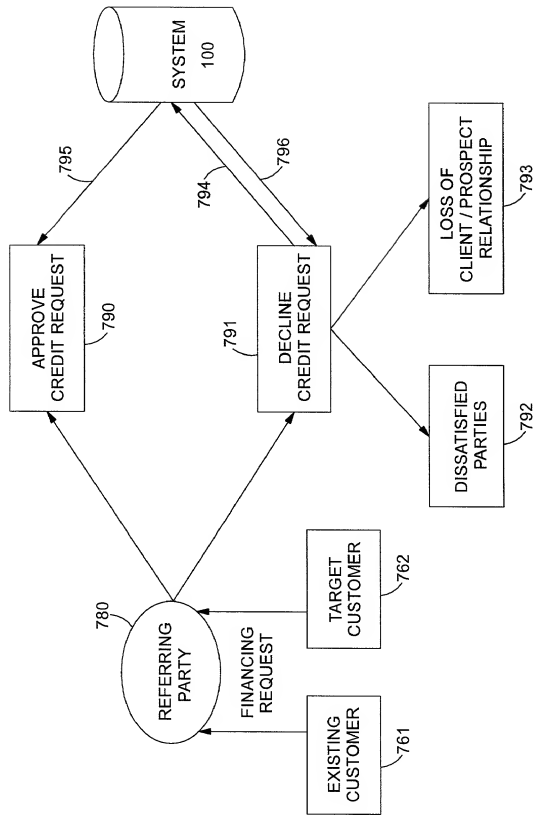 SYSTEM
100
795
794
796
APPROVE
CREDIT REQUEST
790
791
DECLINE
CREDIT REQUEST
LOSS OF
CLIENT / PROSPECT
RELATIONSHIP
793
DISSATISFIED
PARTIES
792
780
REFERRING
PARTY
FINANCING
REQUEST
TARGET
CUSTOMER
762
EXISTING
CUSTOMER
761